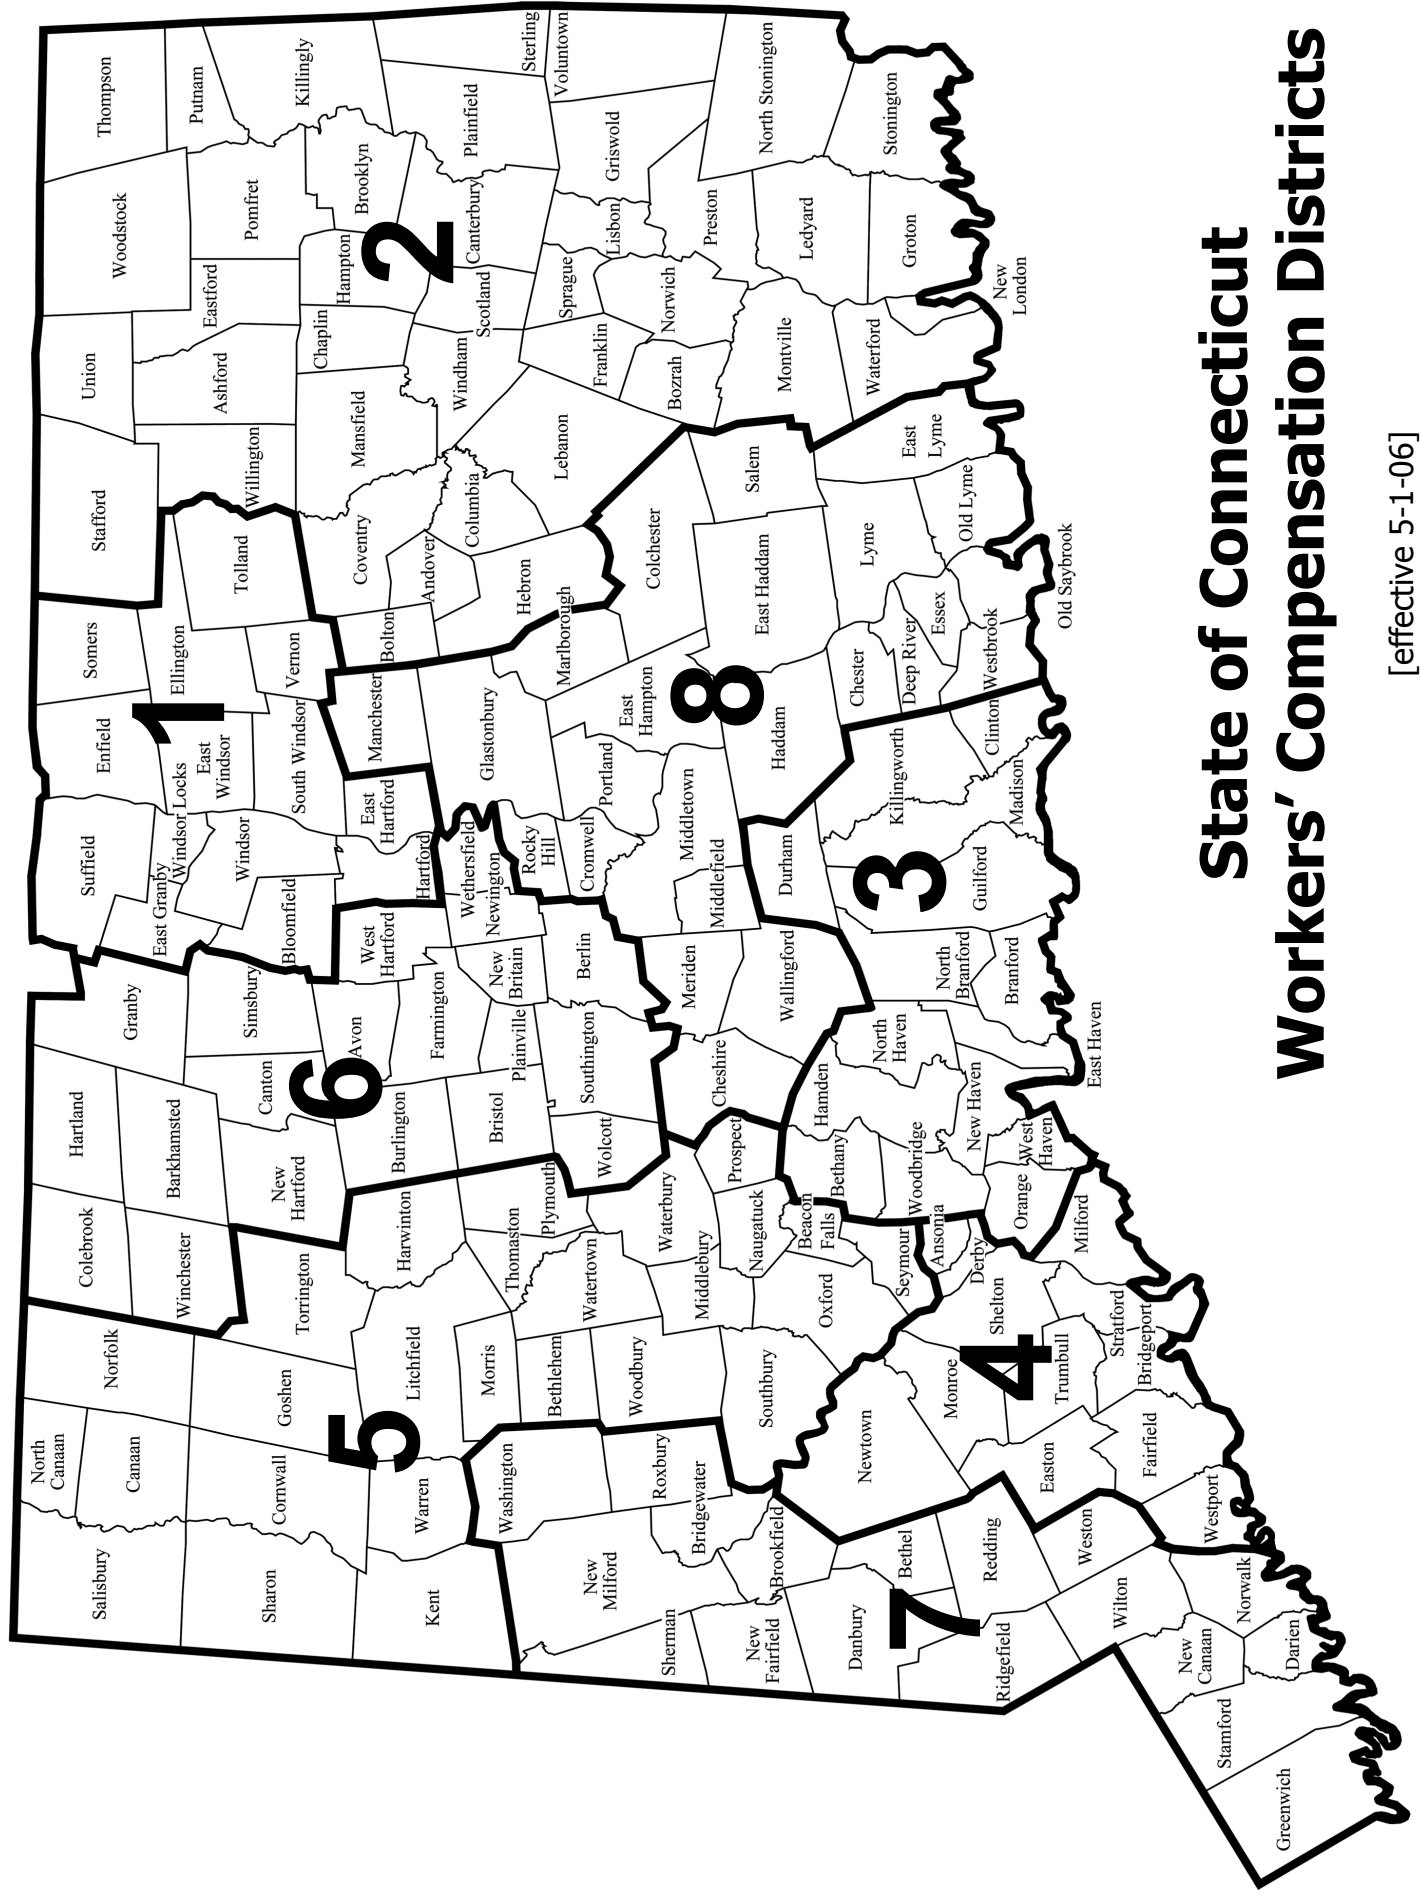 Salisbury
North
Canaan
Canaan
Norfolk
Colebrook
Hartland
Granby
Suffield
Enfield
Somers
Stafford
Union
Woodstock
Thompson
Winchester
Barkhamsted
East Granby
Windsor Locks
East
Windsor
Ellington
1
Willington
Ashford
Eastford
Pomfret
Putnam
Sharon
Cornwall
Goshen
Torrington
New
Hartford
Canton
Simsbury
Bloomfield
Windsor
South Windsor
Vernon
Tolland
Mansfield
Chaplin
Hampton
Brooklyn
Killingly
Kent
Warren
5
Litchfield
Harwinton
Burlington
6
Avon
Farmington
West
Hartford
Hartford
East
Hartford
Manchester
Bolton
Coventry
Andover
Columbia
Windham
Scotland
2
Canterbury
Plainfield
Sterling
Washington
Morris
Bethlehem
Thomaston
Plymouth
Bristol
Plainville
New
Britain
Newington
Wethersfield
Rocky
Hill
Glastonbury
Hebron
Marlborough
Lebanon
Franklin
Sprague
Lisbon
Griswold
Voluntown
New
Milford
Sherman
Roxbury
Bridgewater
Woodbury
Watertown
Waterbury
Wolcott
Southington
Berlin
Cromwell
Portland
East
Hampton
Colchester
Bozrah
Norwich
Preston
North Stonington
New
Fairfield
Brookfield
Southbury
Middlebury
Naugatuck
Prospect
Cheshire
Meriden
Middlefield
Middletown
8
Haddam
East Haddam
Salem
Montville
Ledyard
Stonington
Danbury
7
Bethel
Newtown
Oxford
Seymour
Beacon
Falls
Bethany
Hamden
Wallingford
Durham
Killingworth
Chester
Deep River
Essex
Lyme
East
Lyme
Waterford
New
London
Groton
Ridgefield
Redding
Monroe
4
Shelton
Derby
Ansonia
Woodbridge
New Haven
North
Haven
North
Branford
3
Guilford
Madison
Clinton
Westbrook
Old Saybrook
Old Lyme
Wilton
Weston
Easton
Trumbull
Stratford
Bridgeport
Milford
Orange
West
Haven
East Haven
Branford
Greenwich
Stamford
New
Canaan
Darien
Norwalk
Westport
Fairfield
State of Connecticut
Workers’ Compensation Districts
[effective 5-1-06]